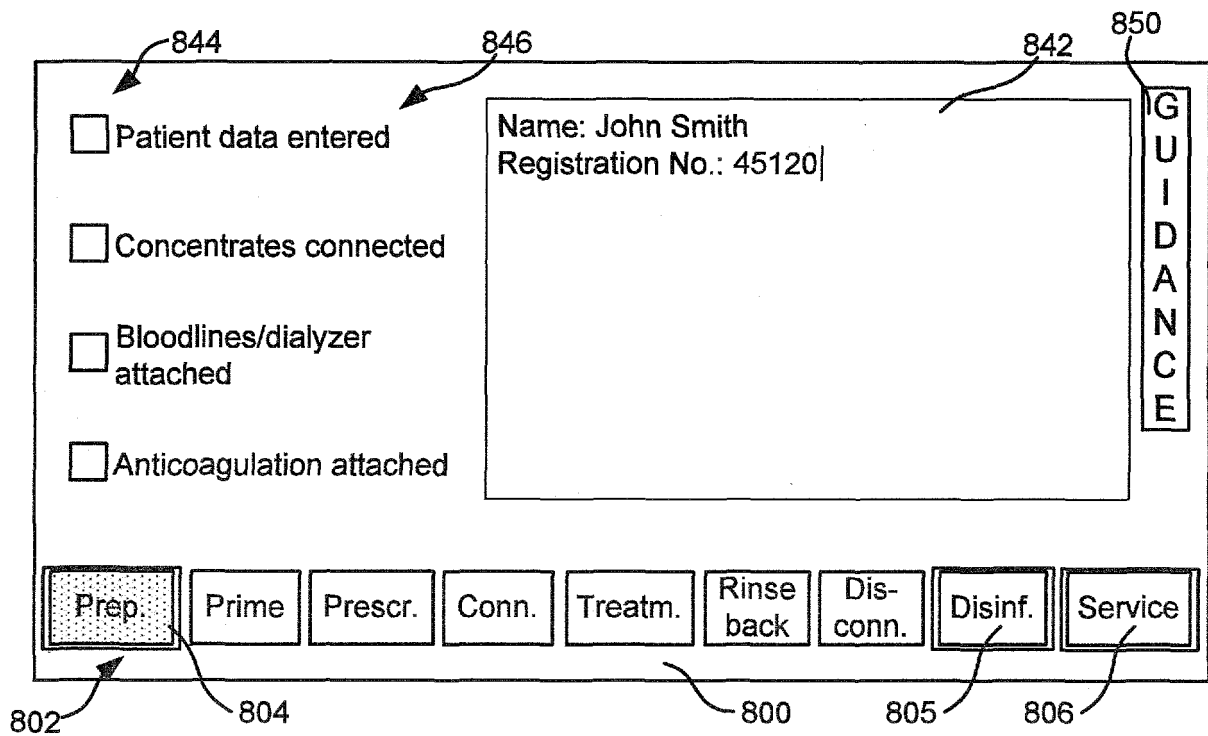 844
846
842
850
Patient data entered
Concentrates connected
Bloodlines/dialyzer
attached
Anticoagulation attached
Name: John Smith
Registration No.: 45120
GUIDANCE
Prep.
Prime
Prescr.
Conn.
Treatm.
Rinse
back
Dis-
conn.
Disinf.
Service
802
804
800
805
806